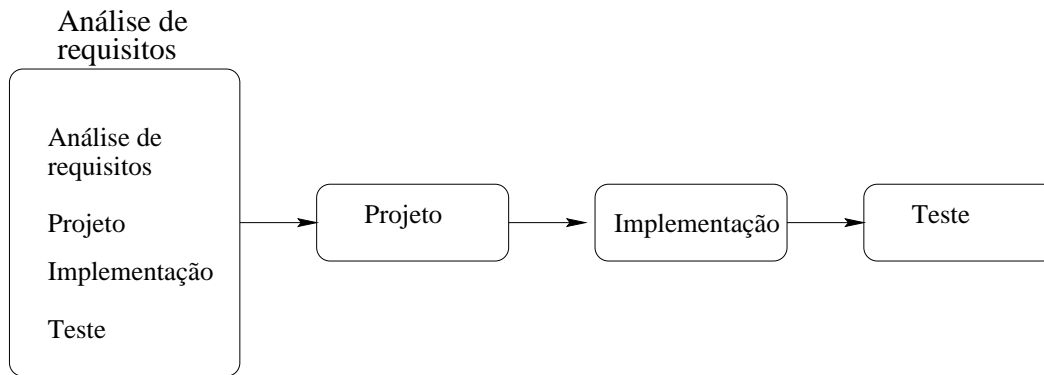 Análise de
requisitos
Análise de
requisitos
Projeto
Implementação
Teste
Projeto
Implementação
Teste